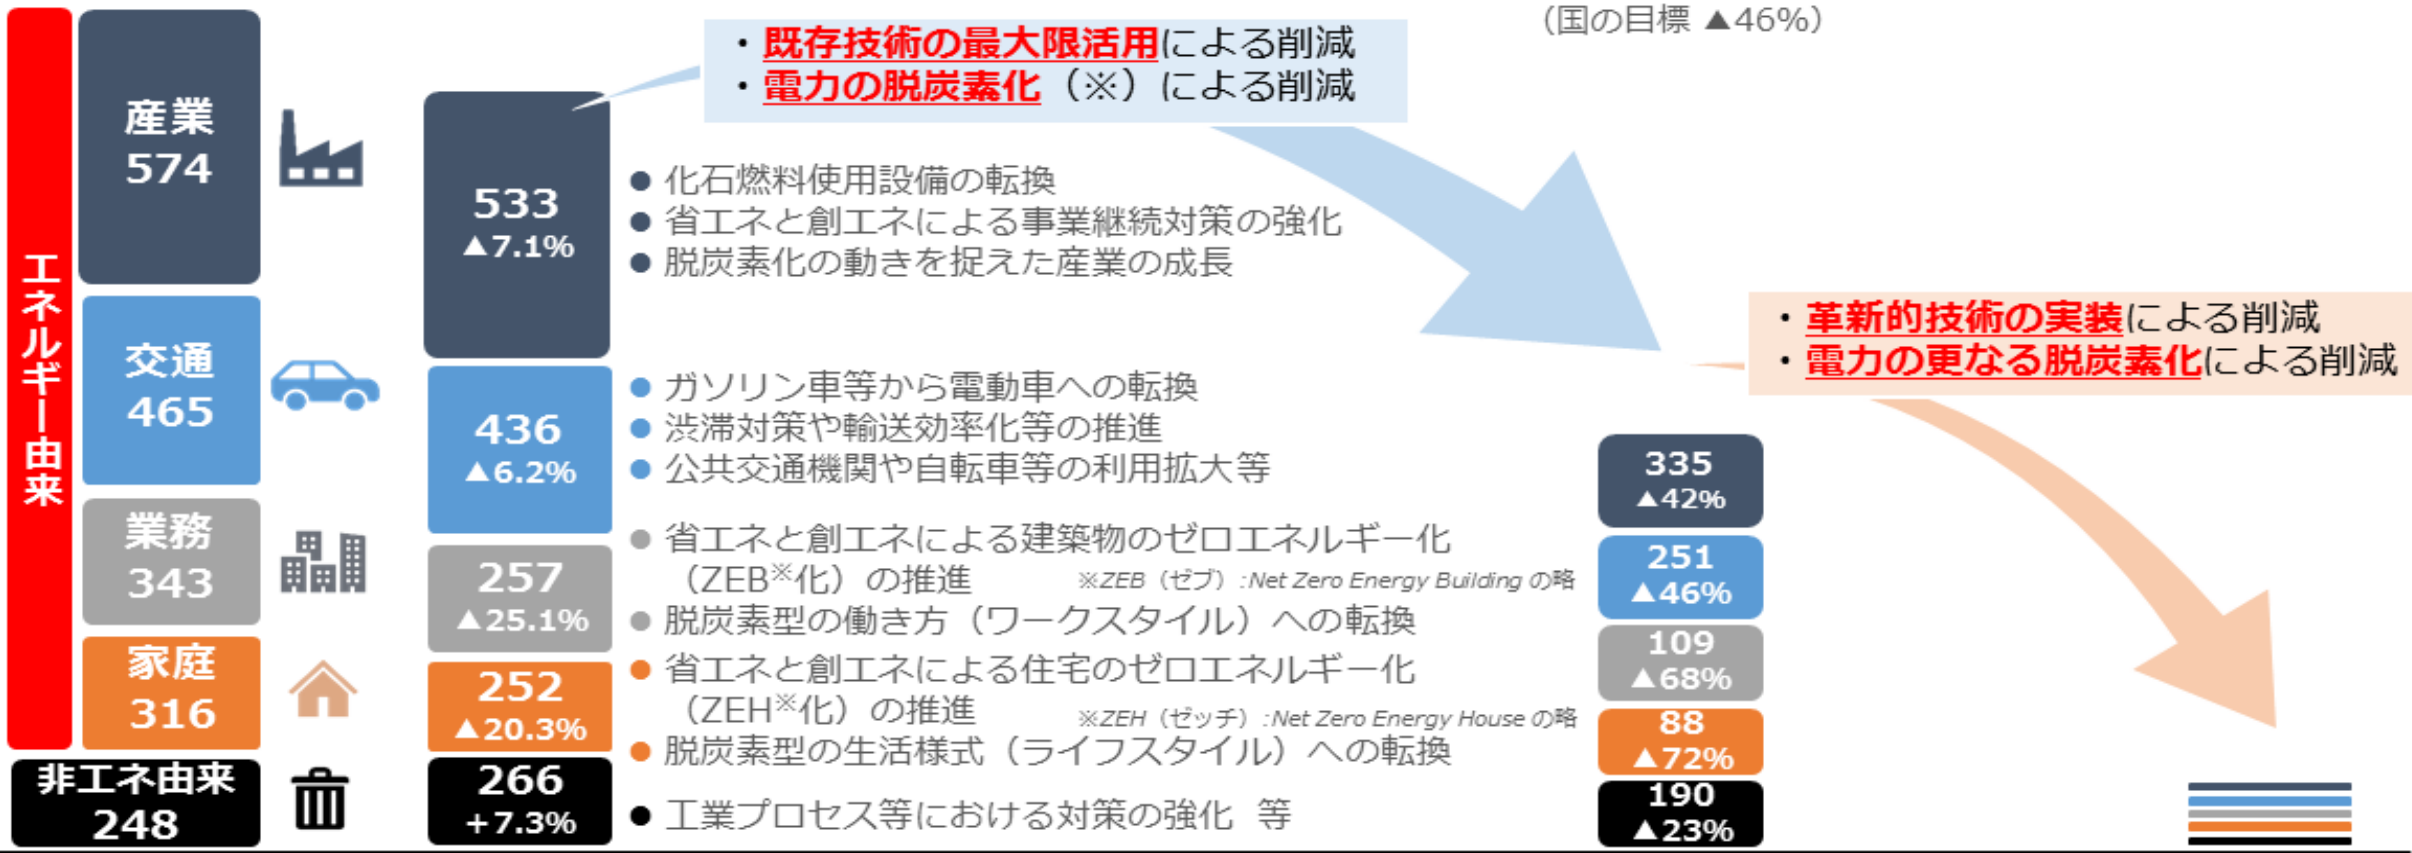 （国の目標 ▲46%）
・既存技術の最大限活用による削減
・電力の脱炭素化（※）による削減
エネルギー由来
産業
574
交通
465
業務
343
家庭
316
非エネ由来
248
533
▲7.1%
● 化石燃料使用設備の転換
● 省エネと創エネによる事業継続対策の強化
● 脱炭素化の動きを捉えた産業の成長
436
▲6.2%
● ガソリン車等から電動車への転換
● 渋滞対策や輸送効率化等の推進
● 公共交通機関や自転車等の利用拡大等
257
▲25.1%
● 省エネと創エネによる建築物のゼロエネルギー化
（ZEB※化）の推進 ※ZEB（ゼブ）:Net Zero Energy Building の略
● 脱炭素型の働き方（ワークスタイル）への転換
252
▲20.3%
● 省エネと創エネによる住宅のゼロエネルギー化
（ZEH※化）の推進 ※ZEH（ゼッチ）:Net Zero Energy House の略
● 脱炭素型の生活様式（ライフスタイル）への転換
266
+7.3%
● 工業プロセス等における対策の強化 等
・革新的技術の実装による削減
・電力の更なる脱炭素化による削減
335
▲42%
251
▲46%
109
▲68%
88
▲72%
190
▲23%